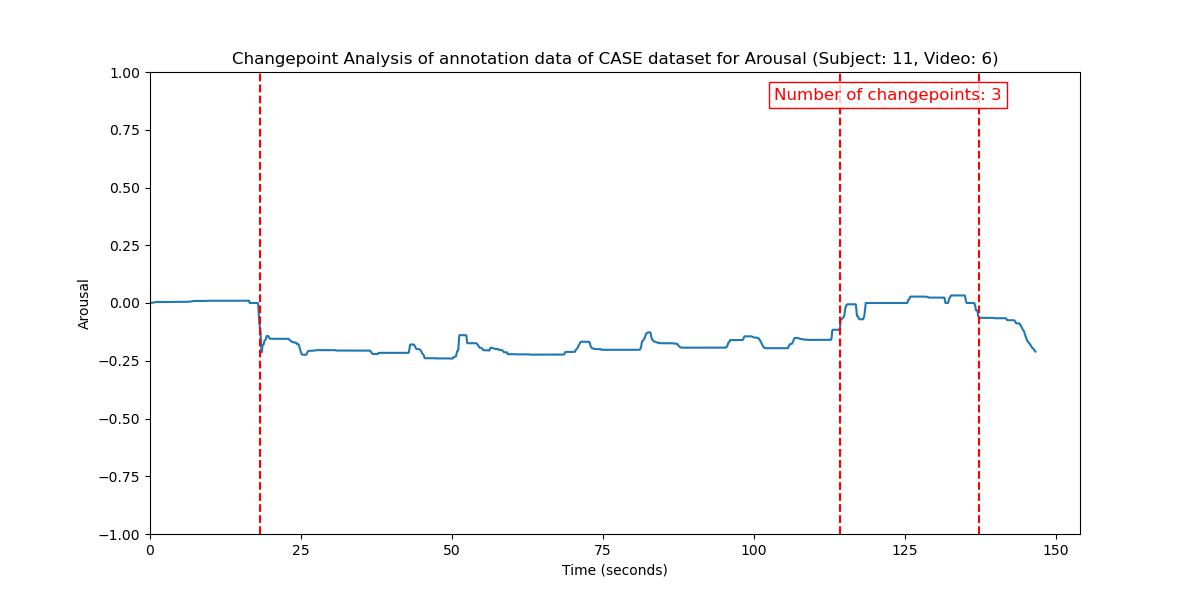 Changepoint Analysis of annotation data of CASE dataset for Arousal (Subject: 11, Video: 6)
Number of changepoints: 3
1.00
0.75
0.50
0.25
0.00
−0.25
−0.50
−0.75
−1.00
Arousal
0 25 50 75 100 125 150
Time (seconds)